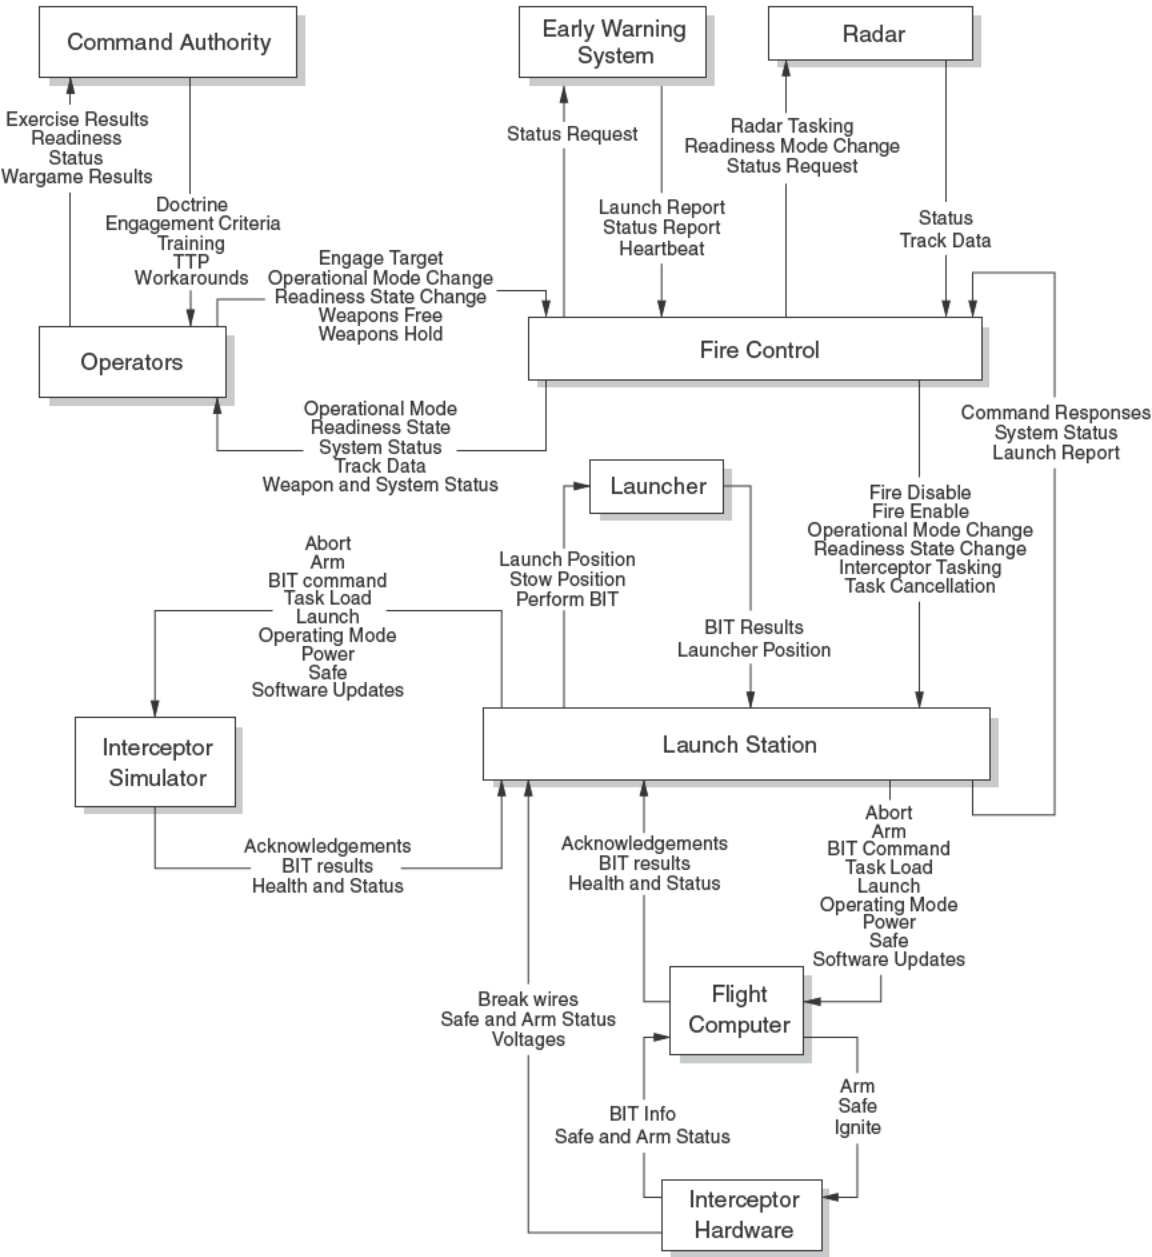 Command Authority
Early Warning
System
Radar
Exercise Results
Readiness
Status
Wargame Results
Status Request
Radar Tasking
Readiness Mode Change
Status Request
Doctrine
Engagement Criteria
Training
TTP
Workarounds
Launch Report
Status Report
Heartbeat
Status
Track Data
Engage Target
Operational Mode Change
Readiness State Change
Weapons Free
Weapons Hold
Operators
Fire Control
Operational Mode
Readiness State
System Status
Track Data
Weapon and System Status
Command Responses
System Status
Launch Report
Launcher
Fire Disable
Fire Enable
Operational Mode Change
Readiness State Change
Interceptor Tasking
Task Cancellation
Abort
Arm
BIT command
Task Load
Launch
Operating Mode
Power
Safe
Software Updates
Launch Position
Stow Position
Perform BIT
BIT Results
Launcher Position
Interceptor
Simulator
Launch Station
Acknowledgements
BIT results
Health and Status
Acknowledgements
BIT results
Health and Status
Abort
Arm
BIT Command
Task Load
Launch
Operating Mode
Power
Safe
Software Updates
Break wires
Safe and Arm Status
Voltages
Flight
Computer
BIT Info
Safe and Arm Status
Arm
Safe
Ignite
Interceptor
Hardware